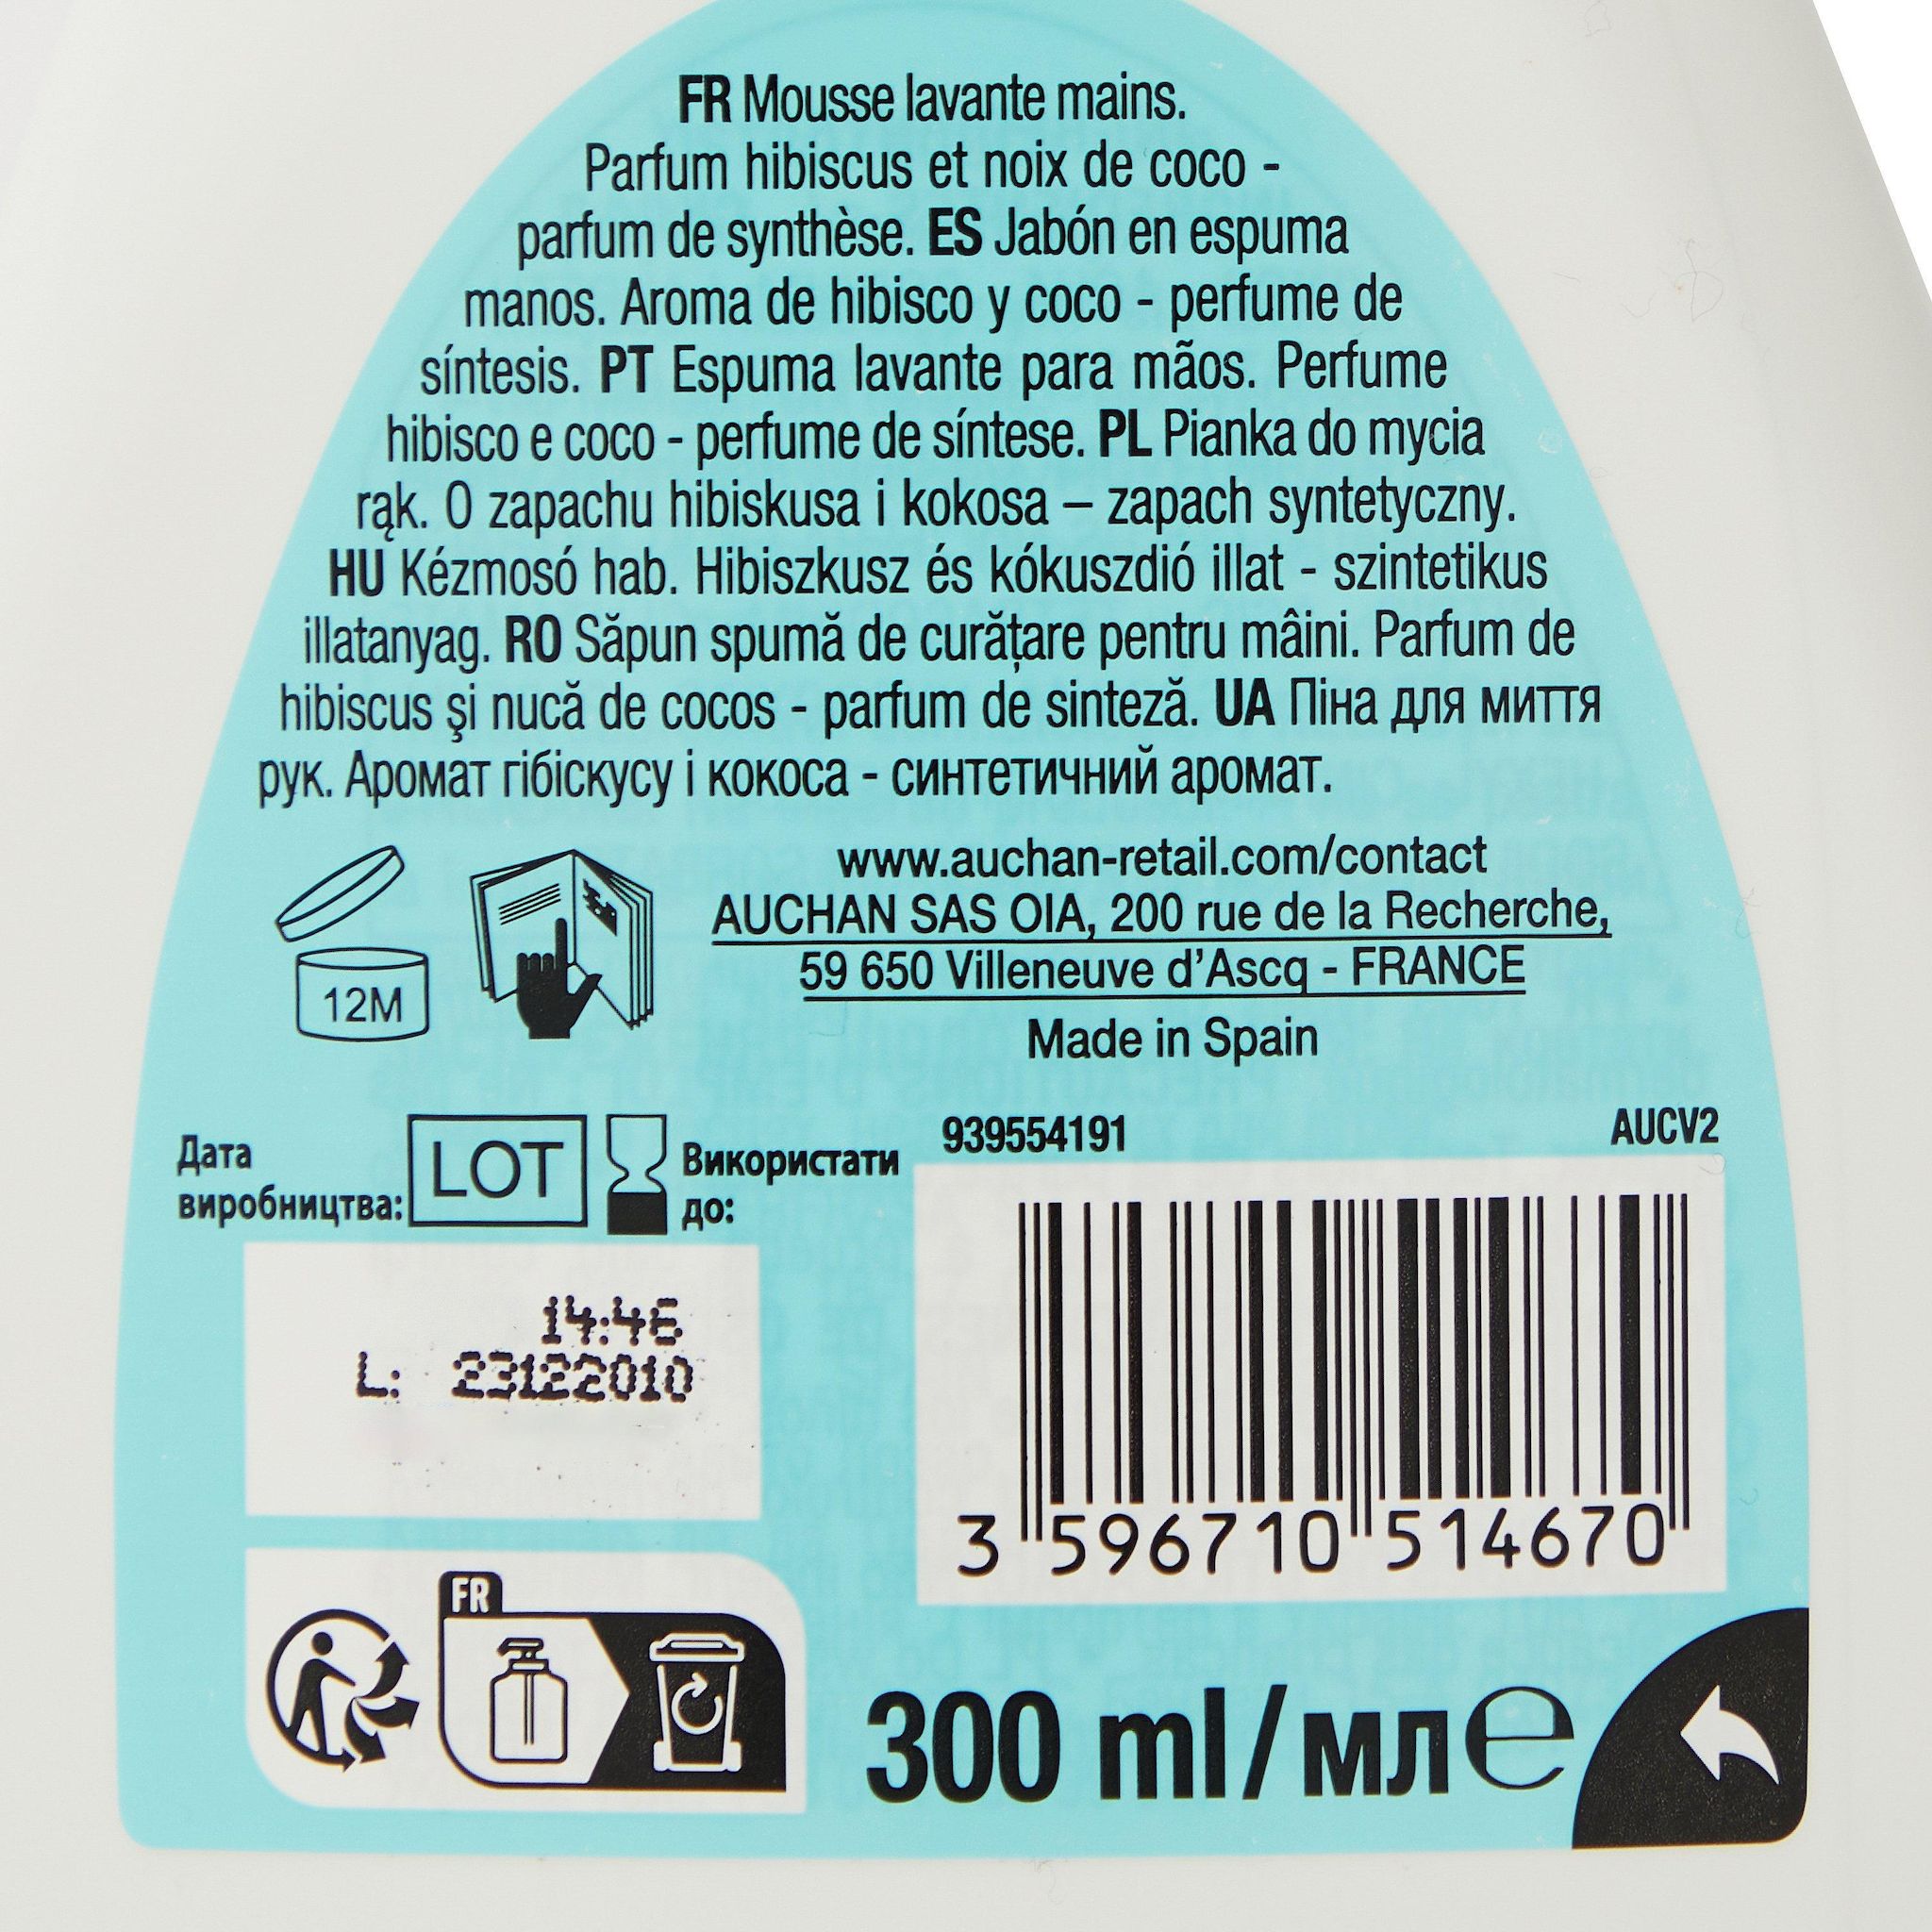 FR Mousse lavante mains.
Parfum hibiscus et noix de coco -
parfum de synthèse. ES Jabón en espuma
manos. Aroma de hibisco y coco - perfume de
síntesis. PT Espuma lavante para mãos. Perfume
hibisco e coco - perfume de síntese. PL Pianka do mycia
rąk. O zapachu hibiskusa i kokosa – zapach syntetyczny.
HU Kézmosó hab. Hibiszkusz és kókuszdió illat - szintetikus
illatanyag. RO Săpun spumă de curățare pentru mâini. Parfum de
hibiscus şi nucă de cocos - parfum de sinteză. UA Піна для миття
рук. Аромат гібіскусу і кокоса - синтетичний аромат.
www.auchan-retail.com/contact
AUCHAN SAS OIA, 200 rue de la Recherche,
59 650 Villeneuve d’Ascq - FRANCE
12M
Made in Spain
939554191 AUCV2
Дата
виробництва: LOT Використати
до:
14:46
L: 23122010
3 596710 514670
FR
300 ml/мл e